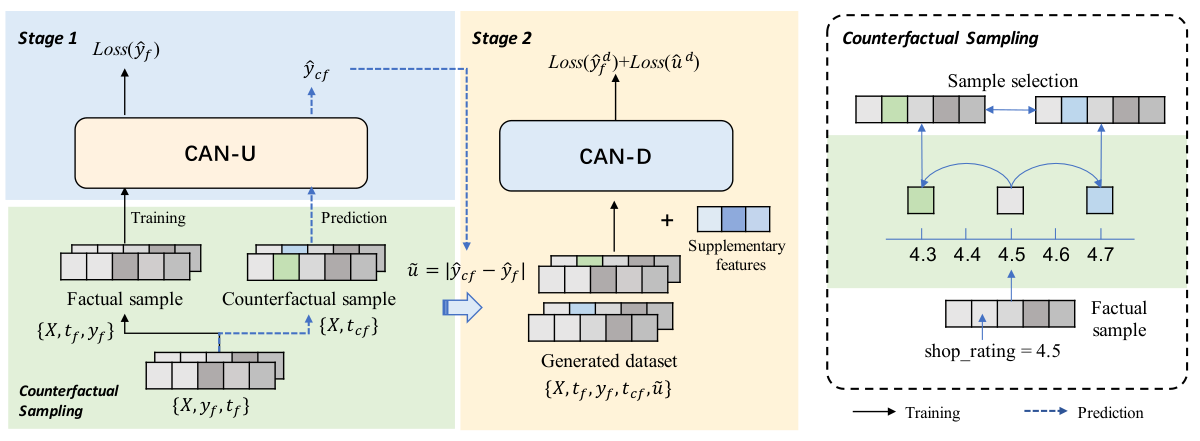 Stage 1
Loss(ŷ_f)
ŷ_cf
CAN-U
Training
Prediction
Factual sample
{X, t_f, y_f}
Counterfactual sample
{X, t_cf}
Counterfactual
Sampling
{X, y_f, t_f}
ũ = |ŷ_cf − ŷ_f|
Stage 2
Loss(ŷ_f^d)+Loss(û^d)
CAN-D
+
Supplementary
features
Generated dataset
{X, t_f, y_f, t_cf, ũ}
Counterfactual Sampling
Sample selection
4.3 4.4 4.5 4.6 4.7
Factual
sample
shop_rating = 4.5
Training
Prediction